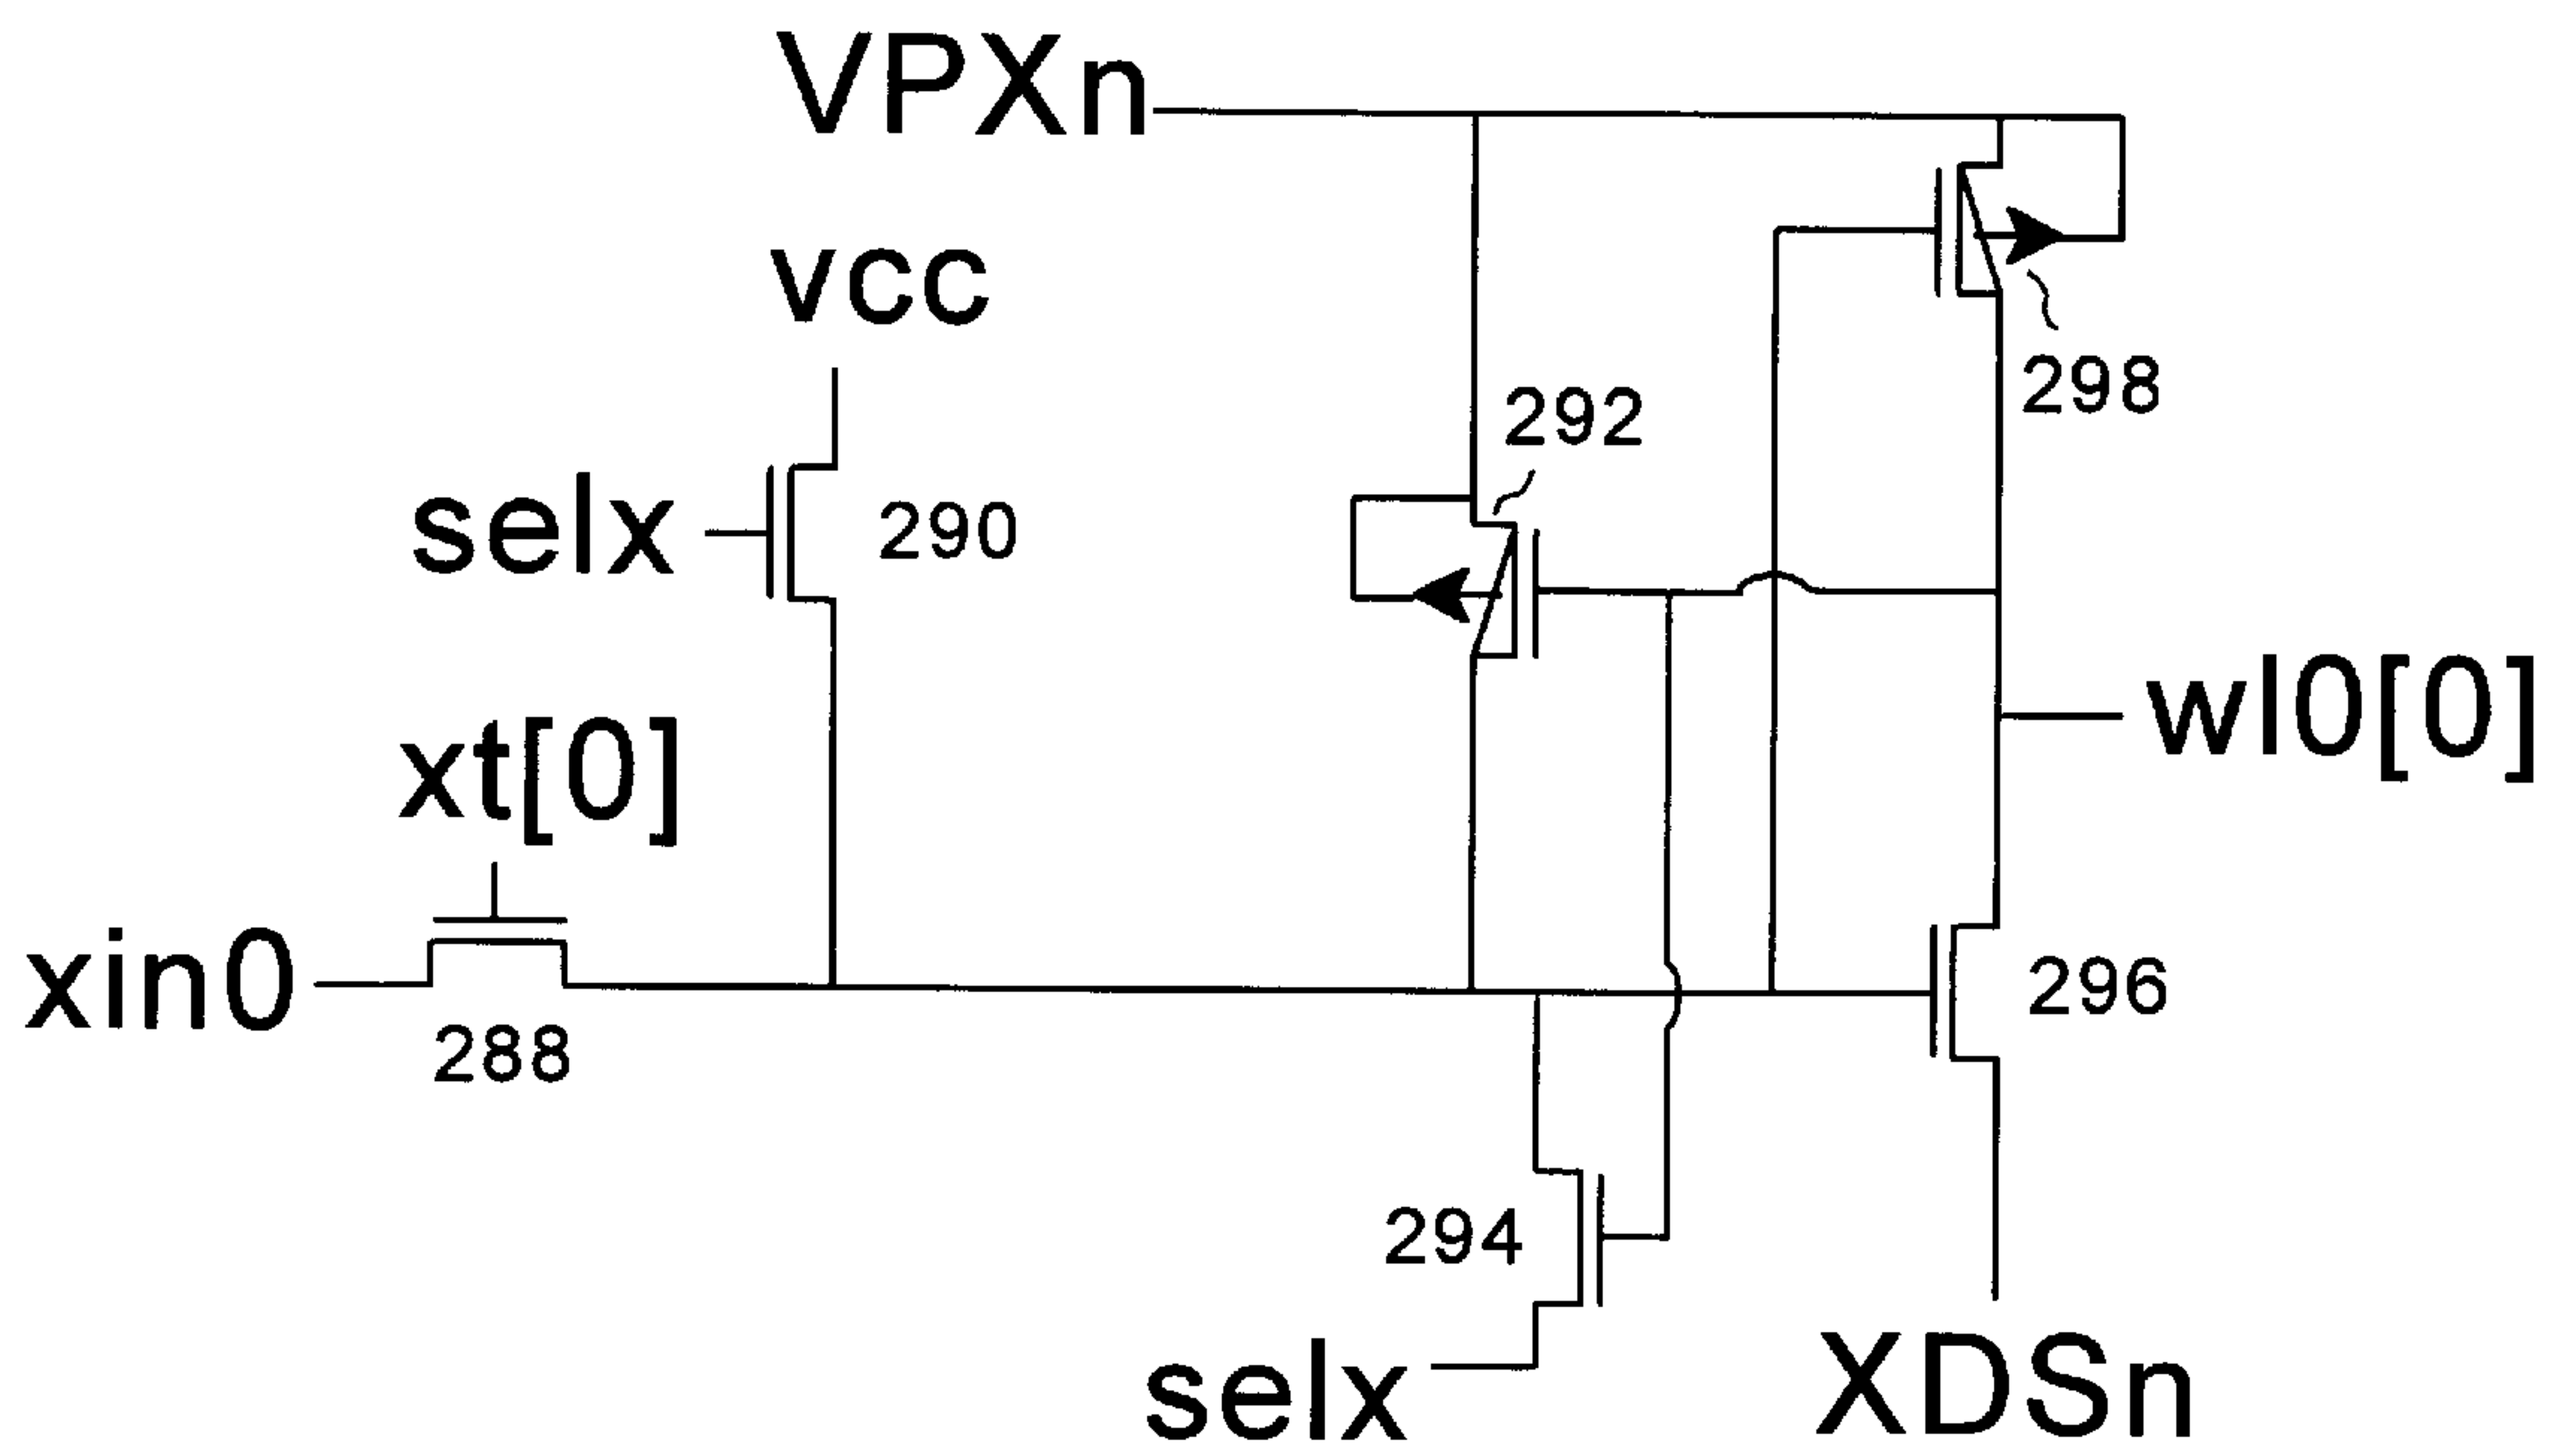 VPXn
vcc
298
292
selx
290
wl0[0]
xt[0]
xin0
296
288
294
selx
XDSn